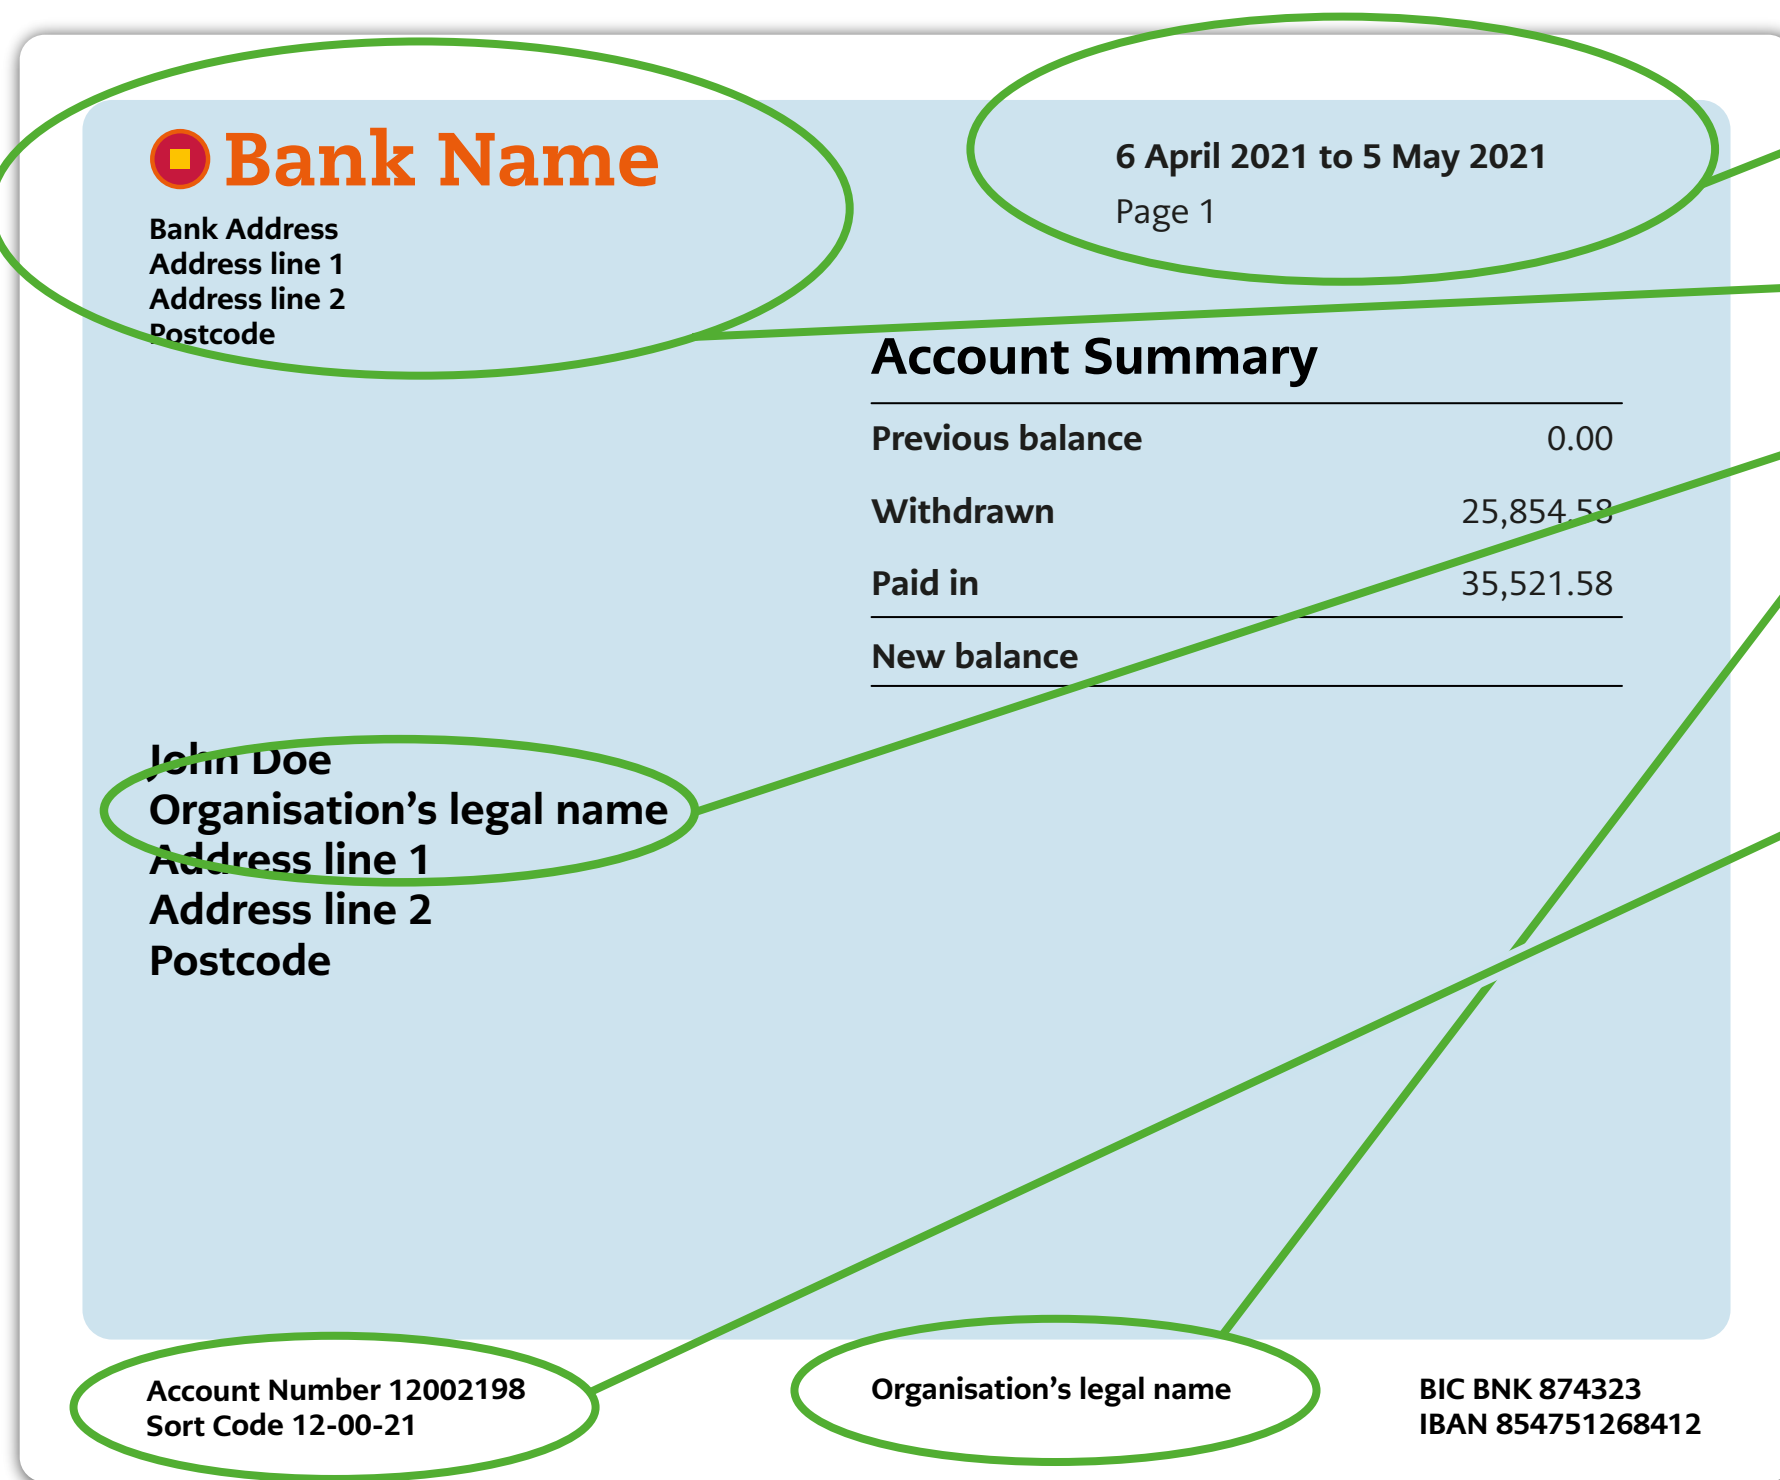 Bank Name
Bank Address
Address line 1
Address line 2
Postcode
6 April 2021 to 5 May 2021
Page 1
Account Summary
Previous balance 0.00
Withdrawn 25,854.58
Paid in 35,521.58
New balance
John Doe
Organisation’s legal name
Address line 1
Address line 2
Postcode
Account Number 12002198
Sort Code 12-00-21
Organisation’s legal name
BIC BNK 874323
IBAN 854751268412